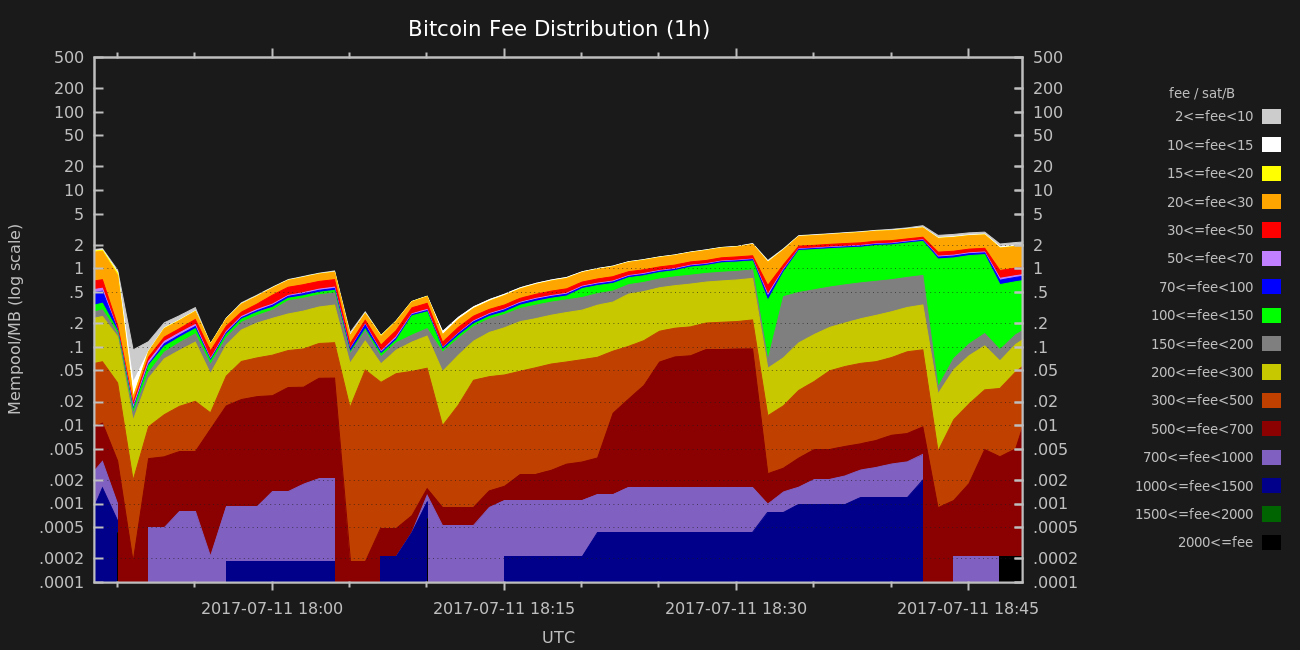 Bitcoin Fee Distribution (1h)
Mempool/MB (log scale)
500
200
100
50
20
10
5
2
1
.5
.2
.1
.05
.02
.01
.005
.002
.001
.0005
.0002
.0001
500
200
100
50
20
10
5
2
1
.5
.2
.1
.05
.02
.01
.005
.002
.001
.0005
.0002
.0001
2017-07-11 18:00
2017-07-11 18:15
2017-07-11 18:30
2017-07-11 18:45
UTC
fee / sat/B
2<=fee<10
10<=fee<15
15<=fee<20
20<=fee<30
30<=fee<50
50<=fee<70
70<=fee<100
100<=fee<150
150<=fee<200
200<=fee<300
300<=fee<500
500<=fee<700
700<=fee<1000
1000<=fee<1500
1500<=fee<2000
2000<=fee